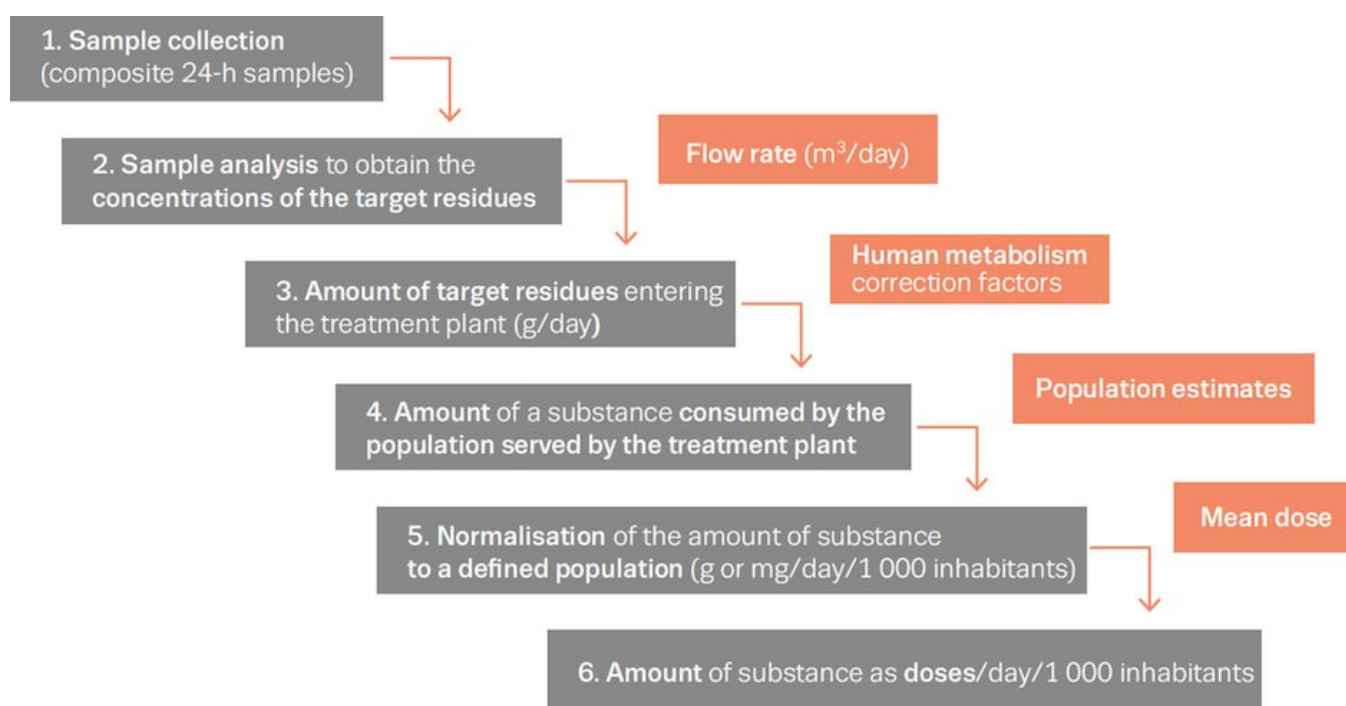 1. Sample collection
(composite 24-h samples)
2. Sample analysis to obtain the
concentrations of the target residues
Flow rate (m³/day)
Human metabolism
correction factors
3. Amount of target residues entering
the treatment plant (g/day)
Population estimates
4. Amount of a substance consumed by the
population served by the treatment plant
Mean dose
5. Normalisation of the amount of substance
to a defined population (g or mg/day/1 000 inhabitants)
6. Amount of substance as doses/day/1 000 inhabitants